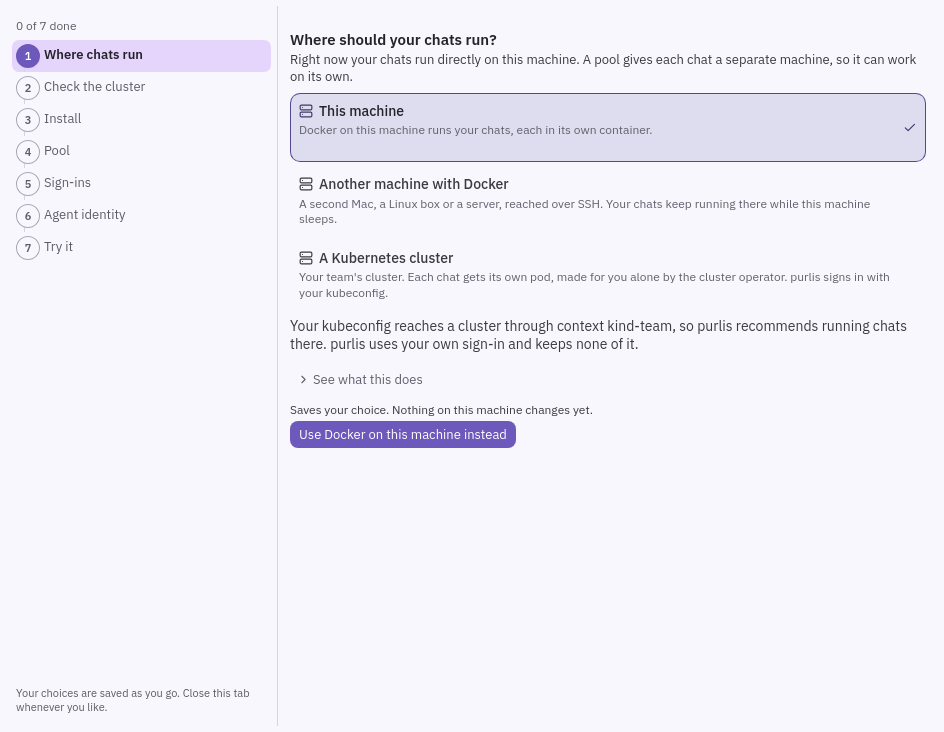 0 of 7 done
1 Where chats run
2 Check the cluster
3 Install
4 Pool
5 Sign-ins
6 Agent identity
7 Try it
Your choices are saved as you go. Close this tab
whenever you like.
Where should your chats run?
Right now your chats run directly on this machine. A pool gives each chat a separate machine, so it can work
on its own.
This machine
Docker on this machine runs your chats, each in its own container.
Another machine with Docker
A second Mac, a Linux box or a server, reached over SSH. Your chats keep running there while this machine
sleeps.
A Kubernetes cluster
Your team's cluster. Each chat gets its own pod, made for you alone by the cluster operator. purlis signs in with
your kubeconfig.
Your kubeconfig reaches a cluster through context kind-team, so purlis recommends running chats
there. purlis uses your own sign-in and keeps none of it.
See what this does
Saves your choice. Nothing on this machine changes yet.
Use Docker on this machine instead